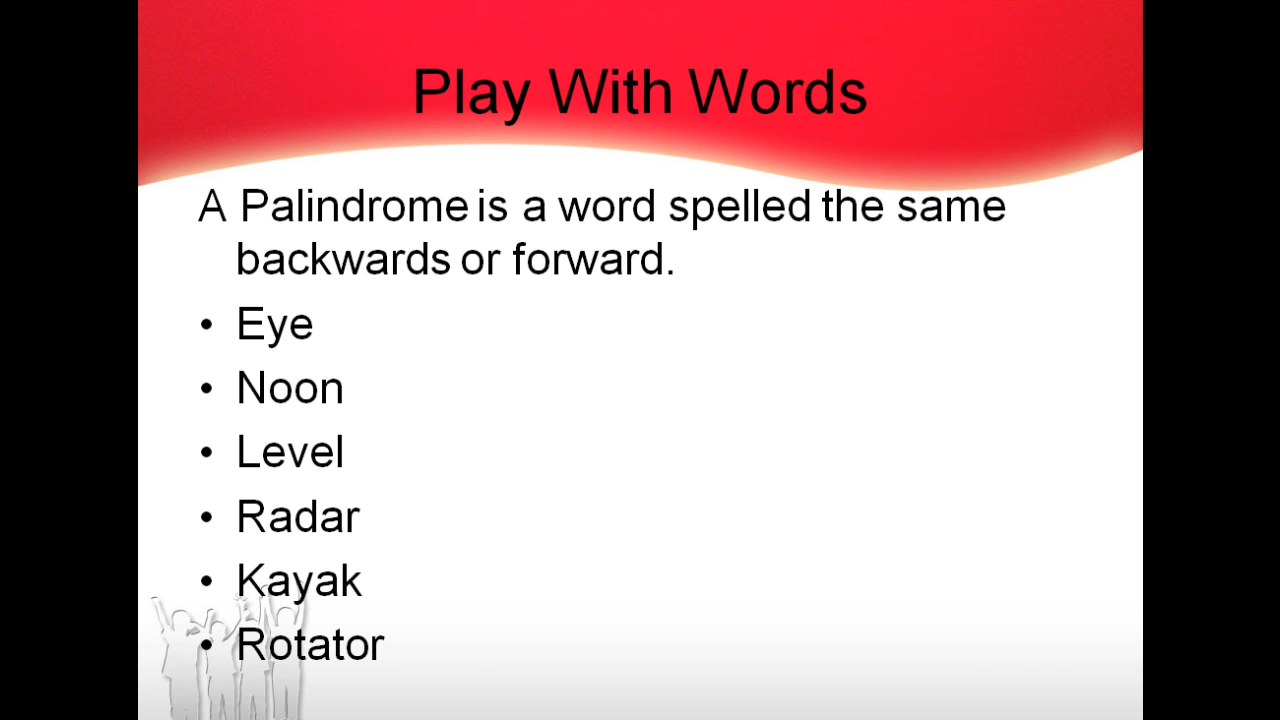 Play With Words
A Palindrome is a word spelled the same
backwards or forward.
• Eye
• Noon
• Level
• Radar
• Kayak
• Rotator